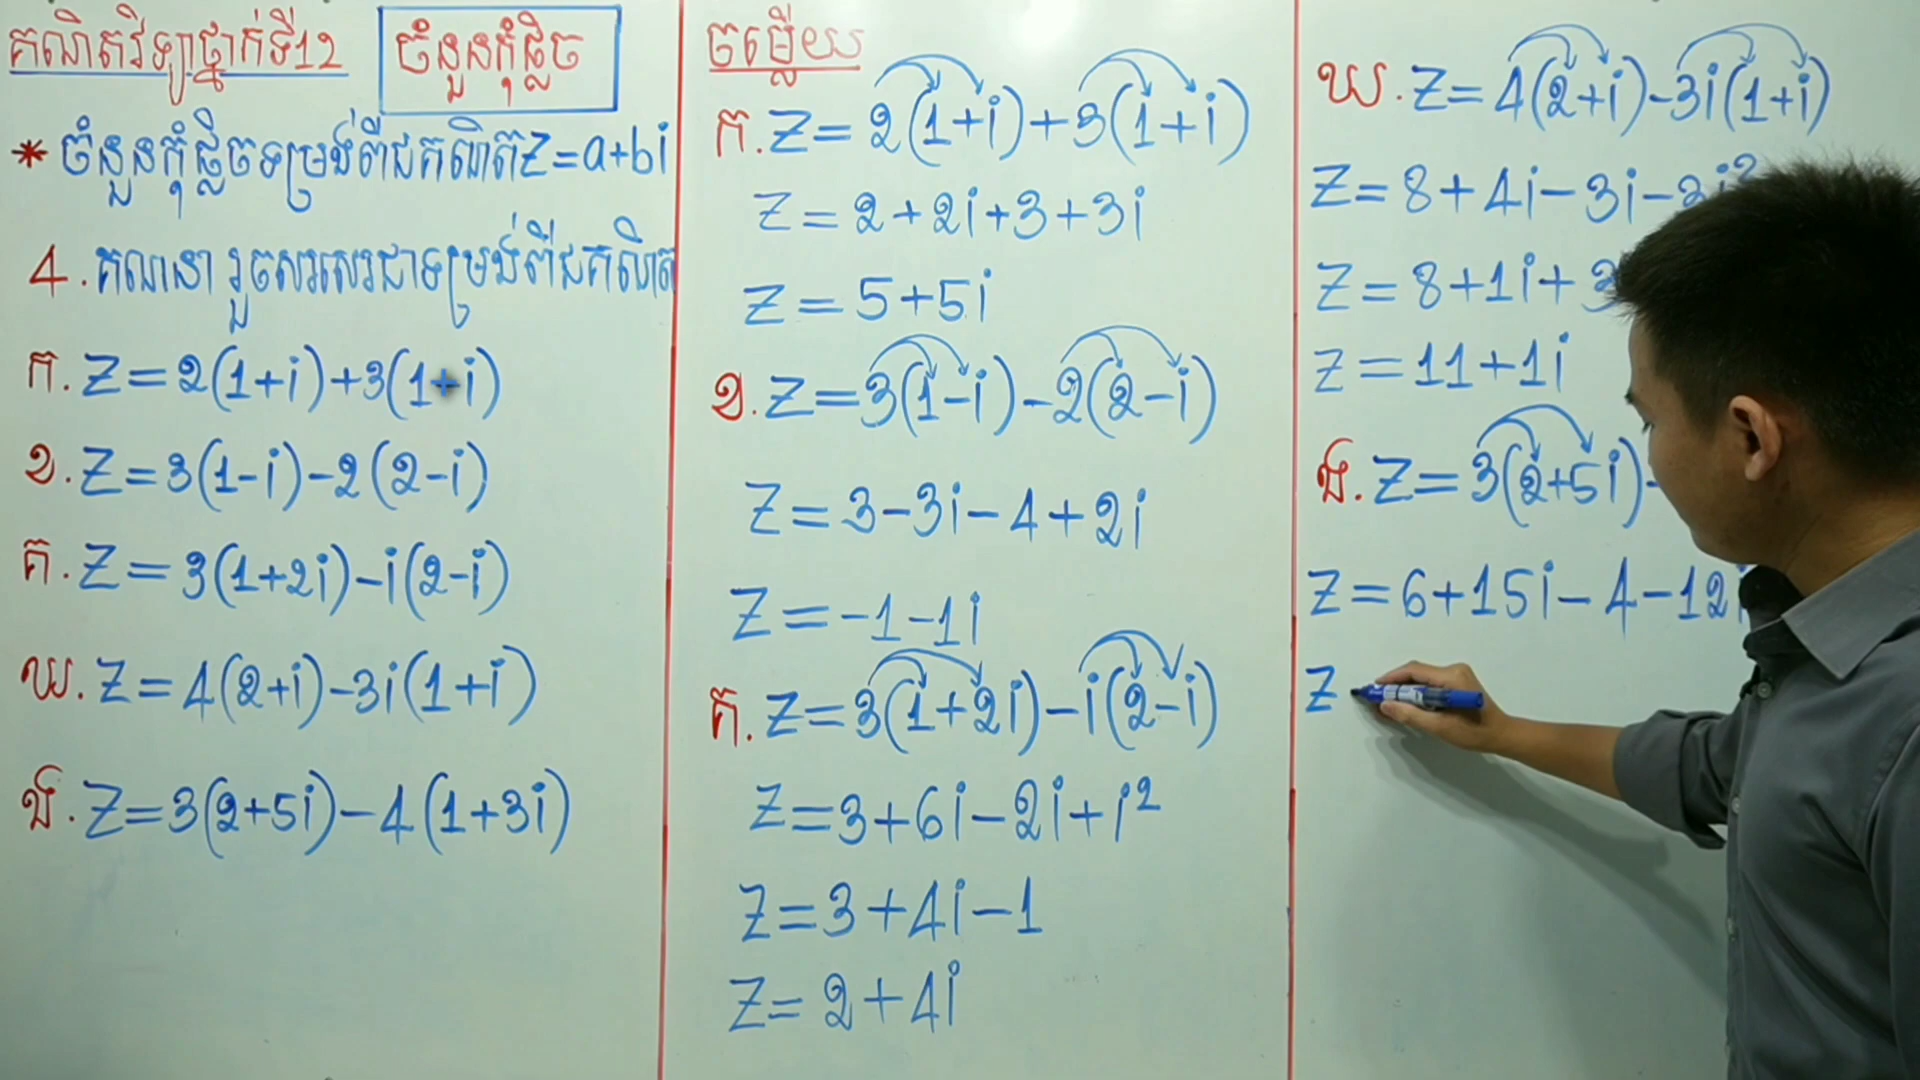 គណិតវិទ្យាថ្នាក់ទី12
ចំនួនកុំផ្លិច
* ចំនួនកុំផ្លិចទម្រង់ពីជគណិតz=a+bi
4. គណនា រួចសរសេរជាទម្រង់ពីជគណិត
ក. z=2(1+i)+3(1+i)
ខ. z=3(1-i)-2(2-i)
គ. z=3(1+2i)-i(2-i)
ឃ. z=4(2+i)-3i(1+i)
ង. z=3(2+5i)-4(1+3i)
ចម្លើយ
ក. z=2(1+i)+3(1+i)
z=2+2i+3+3i
z=5+5i
ខ. z=3(1-i)-2(2-i)
z=3-3i-4+2i
z=-1-1i
គ. z=3(1+2i)-i(2-i)
z=3+6i-2i+i²
z=3+4i-1
z=2+4i
ឃ. z=4(2+i)-3i(1+i)
z=8+4i-3i-3i²
z=8+1i+3
z=11+1i
ង. z=3(2+5i)-
z=6+15i-4-12i
z